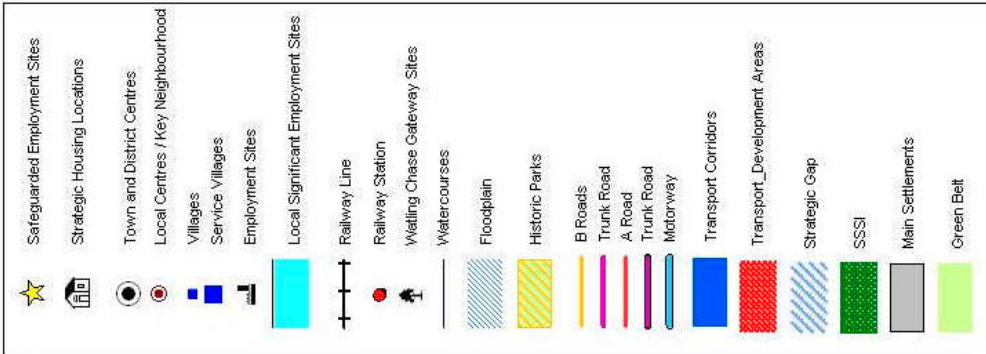 Safeguarded Employment Sites
Strategic Housing Locations
Town and District Centres
Local Centres / Key Neighbourhood
Villages
Service Villages
Employment Sites
Local Significant Employment Sites
Railway Line
Railway Station
Watling Chase Gateway Sites
Watercourses
Floodplain
Historic Parks
B Roads
Trunk Road
A Road
Trunk Road
Motorway
Transport Corridors
Transport_Development Areas
Strategic Gap
SSSI
Main Settlements
Green Belt